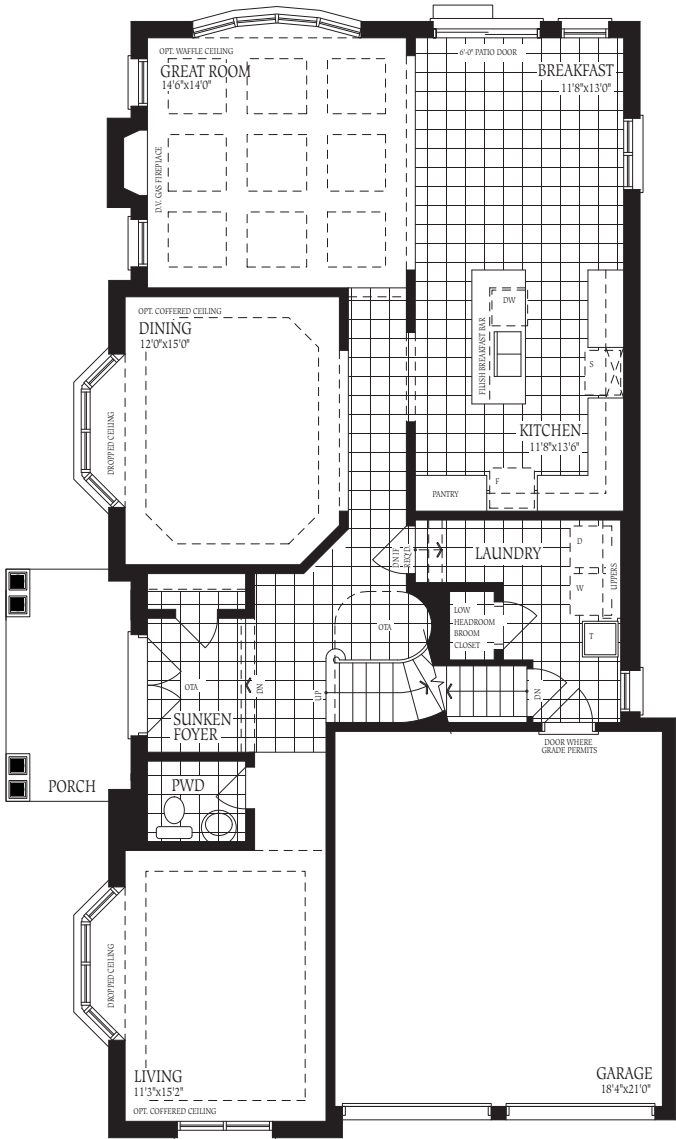 OPT. WAFFLE CEILING
GREAT ROOM
14'6"x14'0"
D.V. GAS FIREPLACE
6'-0" PATIO DOOR
BREAKFAST
11'8"x13'0"
OPT. COFFERED CEILING
DINING
12'0"x15'0"
DROPPED CEILING
DW
FLUSH BREAKFAST BAR
S
KITCHEN
11'8"x13'6"
PANTRY
F
DN IF
REQ'D.
LAUNDRY
D
W
UPPERS
T
LOW
HEADROOM
BROOM
CLOSET
OTA
OTA
DN
UP
DN
SUNKEN
FOYER
DOOR WHERE
GRADE PERMITS
PORCH
PWD
DROPPED CEILING
LIVING
11'3"x15'2"
OPT. COFFERED CEILING
GARAGE
18'4"x21'0"